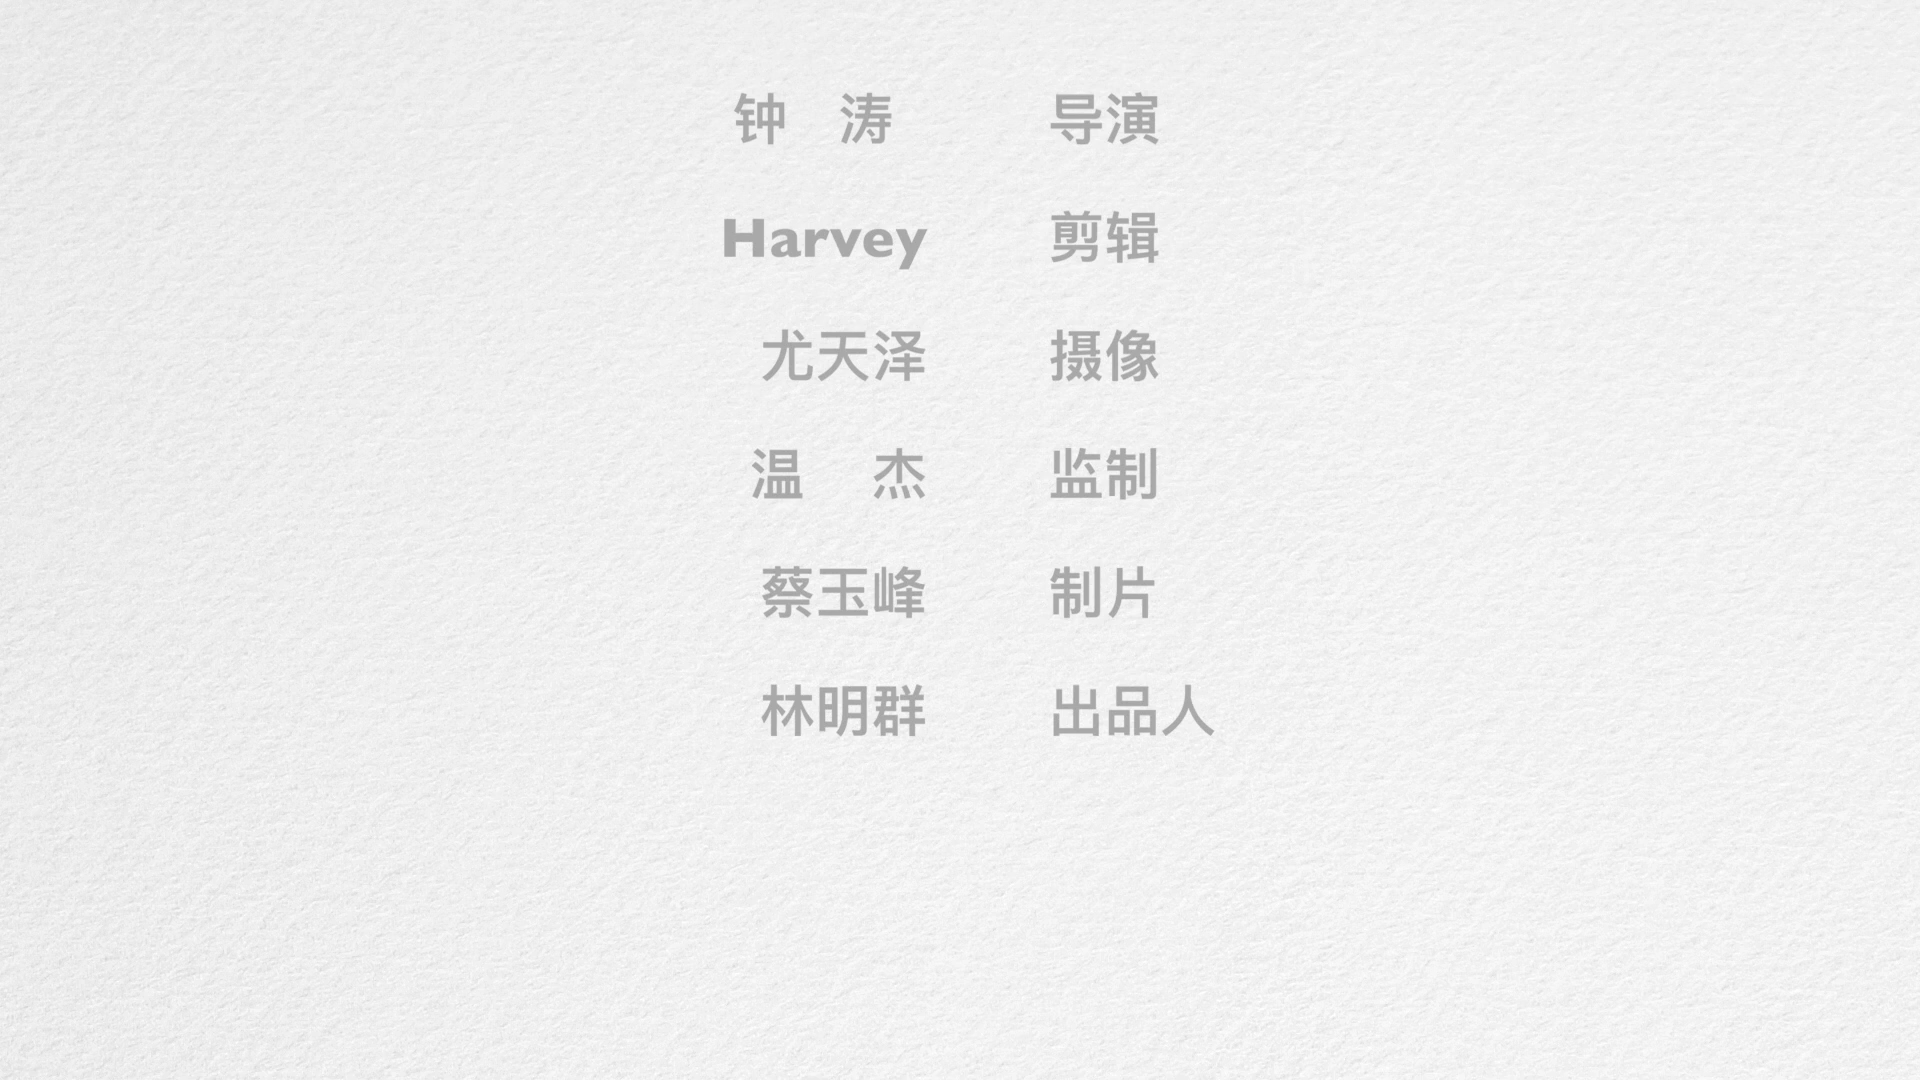 钟 涛 导演
Harvey 剪辑
尤天泽 摄像
温 杰 监制
蔡玉峰 制片
林明群 出品人